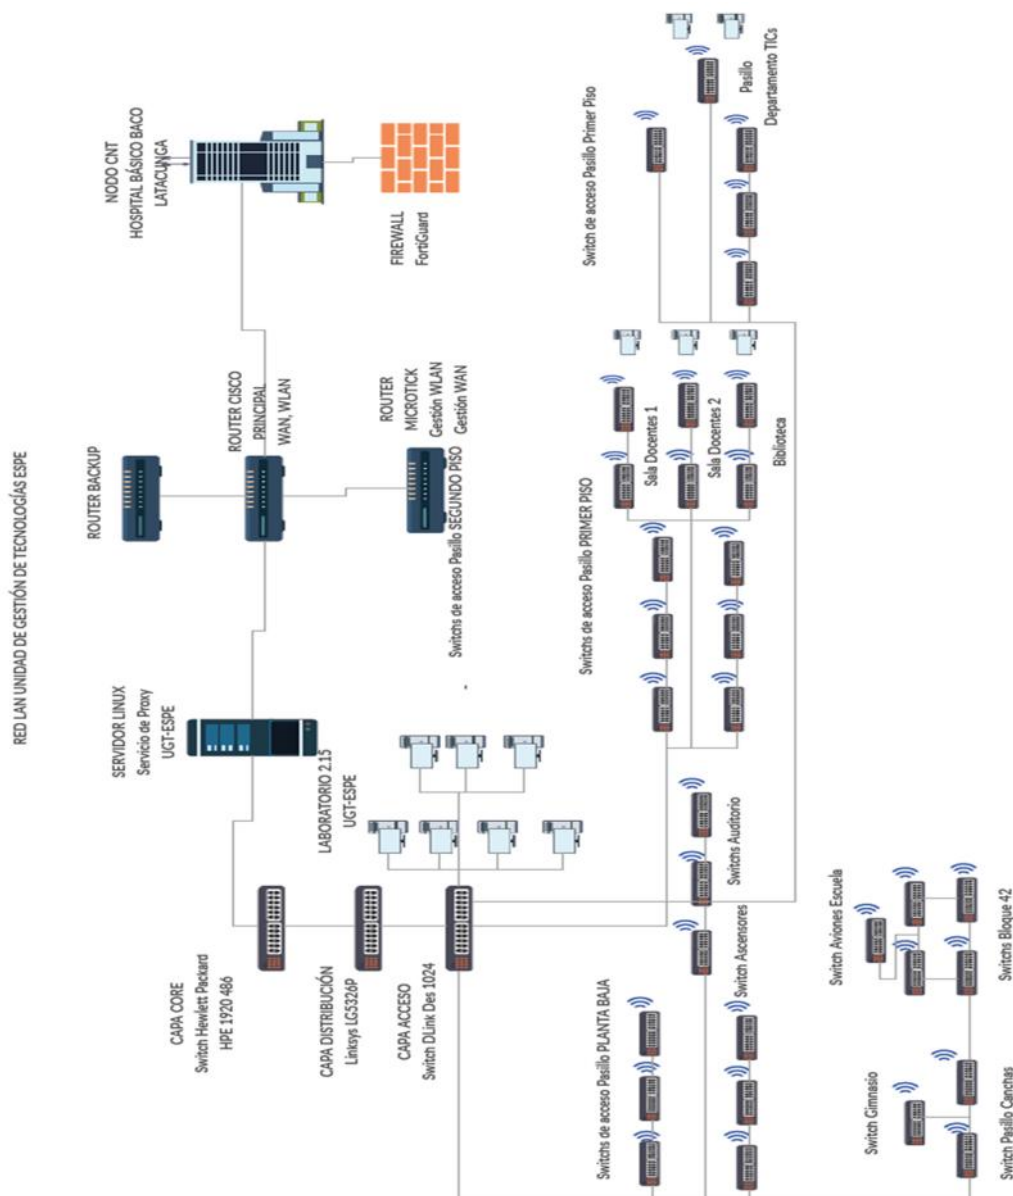 RED LAN UNIDAD DE GESTIÓN DE TECNOLOGÍAS ESPE
NODO CNT
HOSPITAL BÁSICO BACO
LATACUNGA
FIREWALL
FortiGuard
ROUTER BACKUP
ROUTER CISCO
PRINCIPAL
WAN, WLAN
ROUTER
MICROTICK
Gestión WLAN
Gestión WAN
SERVIDOR LINUX
Servicio de Proxy
UGT-ESPE
LABORATORIO 2.15
UGT-ESPE
CAPA CORE
Switch Hewlett Packard
HPE 1920 486
CAPA DISTRIBUCIÓN
Linksys LG5326P
CAPA ACCESO
Switch DLink Des 1024
Switchs de acceso Pasillo SEGUNDO PISO
Switch de acceso Pasillo Primer Piso
Pasillo
Departamento TICs
Switchs de acceso Pasillo PRIMER PISO
Sala Docentes 1
Sala Docentes 2
Biblioteca
Switchs Auditorio
Switch Ascensores
Switchs de acceso Pasillo PLANTA BAJA
Switch Aviones Escuela
Switchs Bloque 42
Switch Gimnasio
Switch Pasillo Canchas